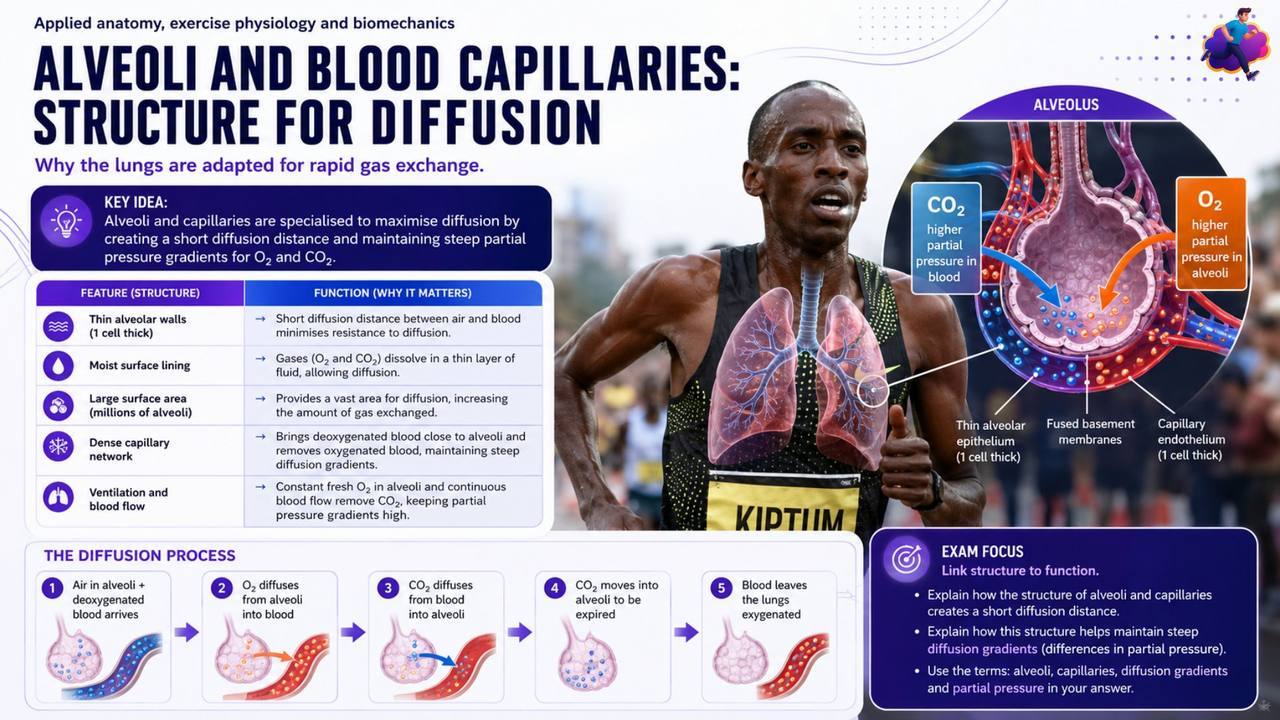 Applied anatomy, exercise physiology and biomechanics
ALVEOLI AND BLOOD CAPILLARIES:
STRUCTURE FOR DIFFUSION
Why the lungs are adapted for rapid gas exchange.
KEY IDEA:
Alveoli and capillaries are specialised to maximise diffusion by
creating a short diffusion distance and maintaining steep partial
pressure gradients for O₂ and CO₂.
FEATURE (STRUCTURE)
FUNCTION (WHY IT MATTERS)
Thin alveolar walls
(1 cell thick)
→ Short diffusion distance between air and blood
minimises resistance to diffusion.
Moist surface lining
→ Gases (O₂ and CO₂) dissolve in a thin layer of
fluid, allowing diffusion.
Large surface area
(millions of alveoli)
→ Provides a vast area for diffusion, increasing
the amount of gas exchanged.
Dense capillary
network
→ Brings deoxygenated blood close to alveoli and
removes oxygenated blood, maintaining steep
diffusion gradients.
Ventilation and
blood flow
→ Constant fresh O₂ in alveoli and continuous
blood flow remove CO₂, keeping partial
pressure gradients high.
KIPTUM
ALVEOLUS
CO₂
higher
partial
pressure in
blood
O₂
higher
partial
pressure in
alveoli
Thin alveolar
epithelium
(1 cell thick)
Fused basement
membranes
Capillary
endothelium
(1 cell thick)
THE DIFFUSION PROCESS
1 Air in alveoli +
deoxygenated
blood arrives
2 O₂ diffuses
from alveoli
into blood
3 CO₂ diffuses
from blood
into alveoli
4 CO₂ moves into
alveoli to be
expired
5 Blood leaves
the lungs
exygenated
EXAM FOCUS
Link structure to function.
• Explain how the structure of alveoli and capillaries
creates a short diffusion distance.
• Explain how this structure helps maintain steep
diffusion gradients (differences in partial pressure).
• Use the terms: alveoli, capillaries, diffusion gradients
and partial pressure in your answer.